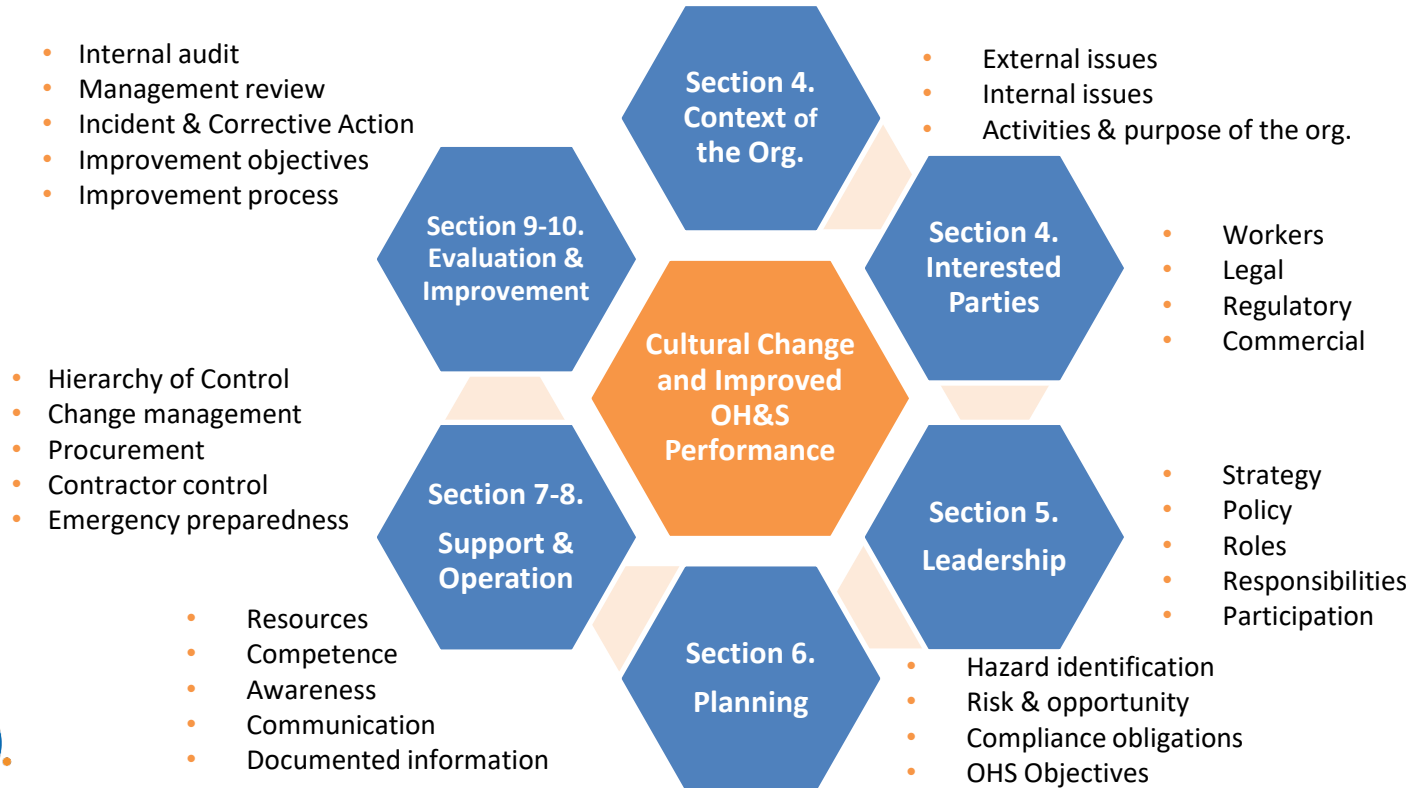 Section 4.
Context of
the Org.
• External issues
• Internal issues
• Activities & purpose of the org.
Section 4.
Interested
Parties
• Workers
• Legal
• Regulatory
• Commercial
Section 5.
Leadership
• Strategy
• Policy
• Roles
• Responsibilities
• Participation
Section 6.
Planning
• Hazard identification
• Risk & opportunity
• Compliance obligations
• OHS Objectives
Section 7-8.
Support &
Operation
• Resources
• Competence
• Awareness
• Communication
• Documented information
• Hierarchy of Control
• Change management
• Procurement
• Contractor control
• Emergency preparedness
Section 9-10.
Evaluation &
Improvement
• Internal audit
• Management review
• Incident & Corrective Action
• Improvement objectives
• Improvement process
Cultural Change
and Improved
OH&S
Performance